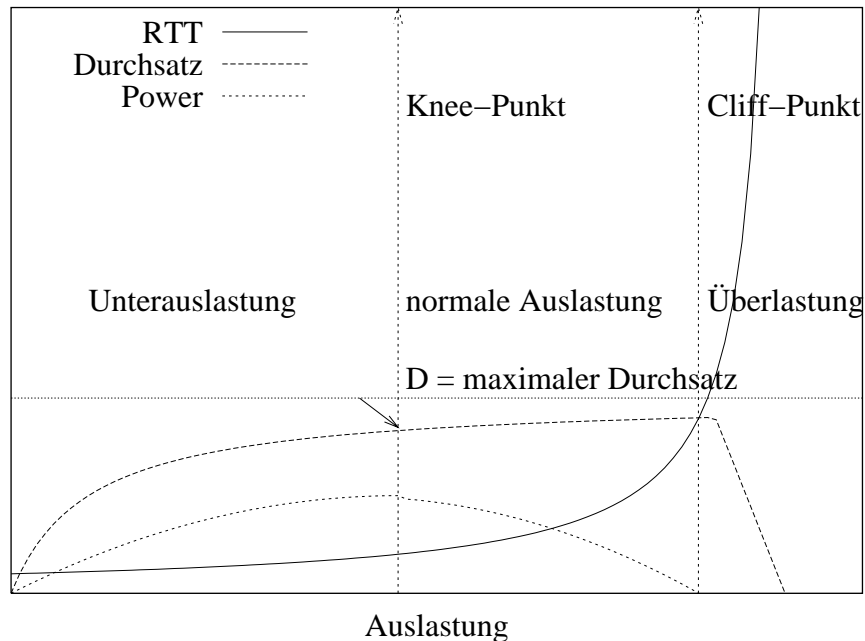 RTT
Durchsatz
Power
Knee−Punkt
Cliff−Punkt
Unterauslastung
normale Auslastung
Überlastung
D = maximaler Durchsatz
Auslastung